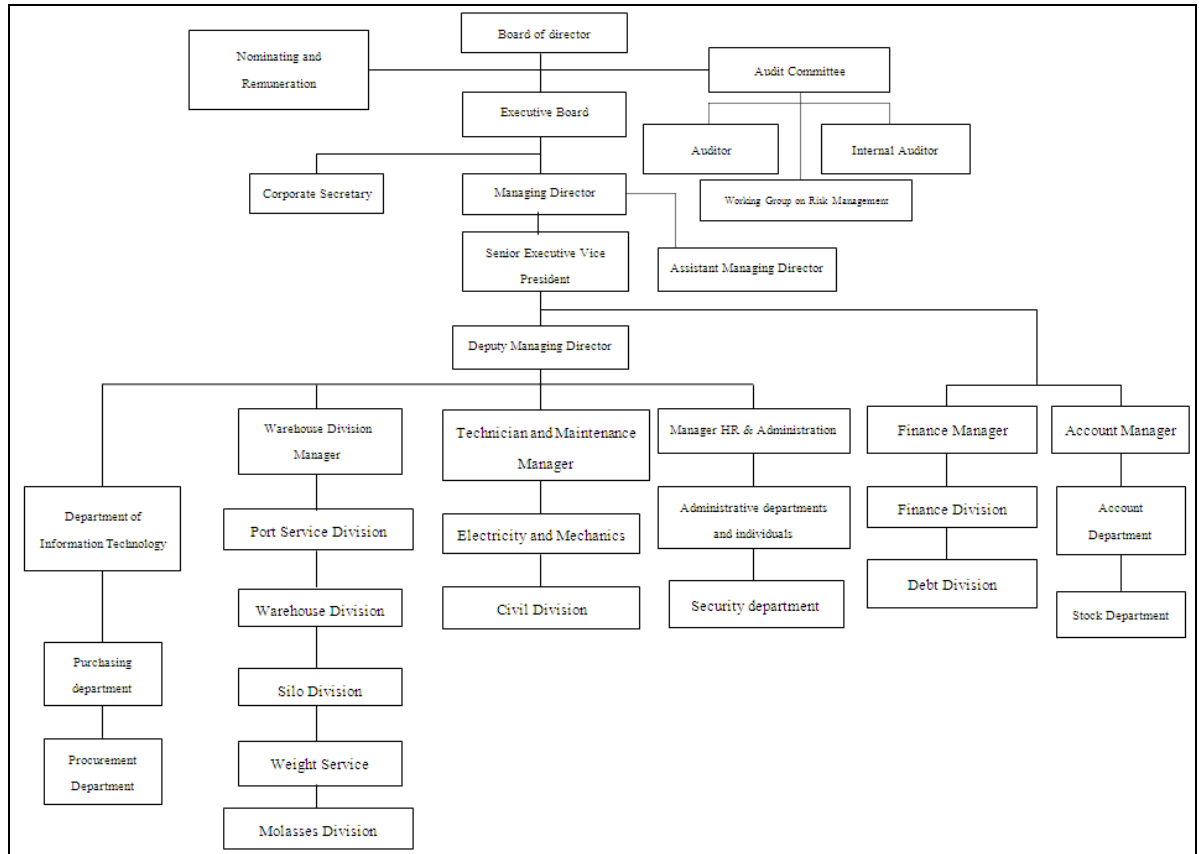 Board of director
Nominating and
Remuneration
Audit Committee
Executive Board
Auditor
Internal Auditor
Corporate Secretary
Managing Director
Working Group on Risk Management
Senior Executive Vice
President
Assistant Managing Director
Deputy Managing Director
Warehouse Division
Manager
Technician and Maintenance
Manager
Manager HR & Administration
Finance Manager
Account Manager
Department of
Information Technology
Port Service Division
Electricity and Mechanics
Administrative departments
and individuals
Finance Division
Account
Department
Warehouse Division
Civil Division
Security department
Debt Division
Stock Department
Purchasing
department
Silo Division
Procurement
Department
Weight Service
Molasses Division